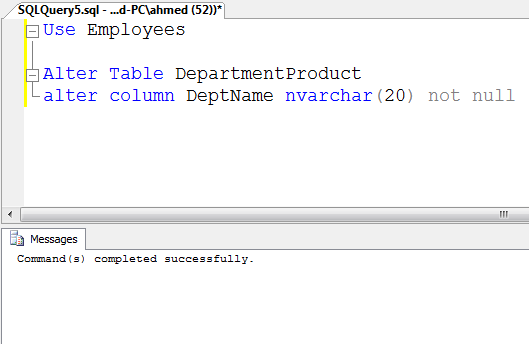 SQLQuery5.sql - ...d-PC\ahmed (52))*
Use Employees
Alter Table DepartmentProduct
alter column DeptName nvarchar(20) not null
Messages
Command(s) completed successfully.